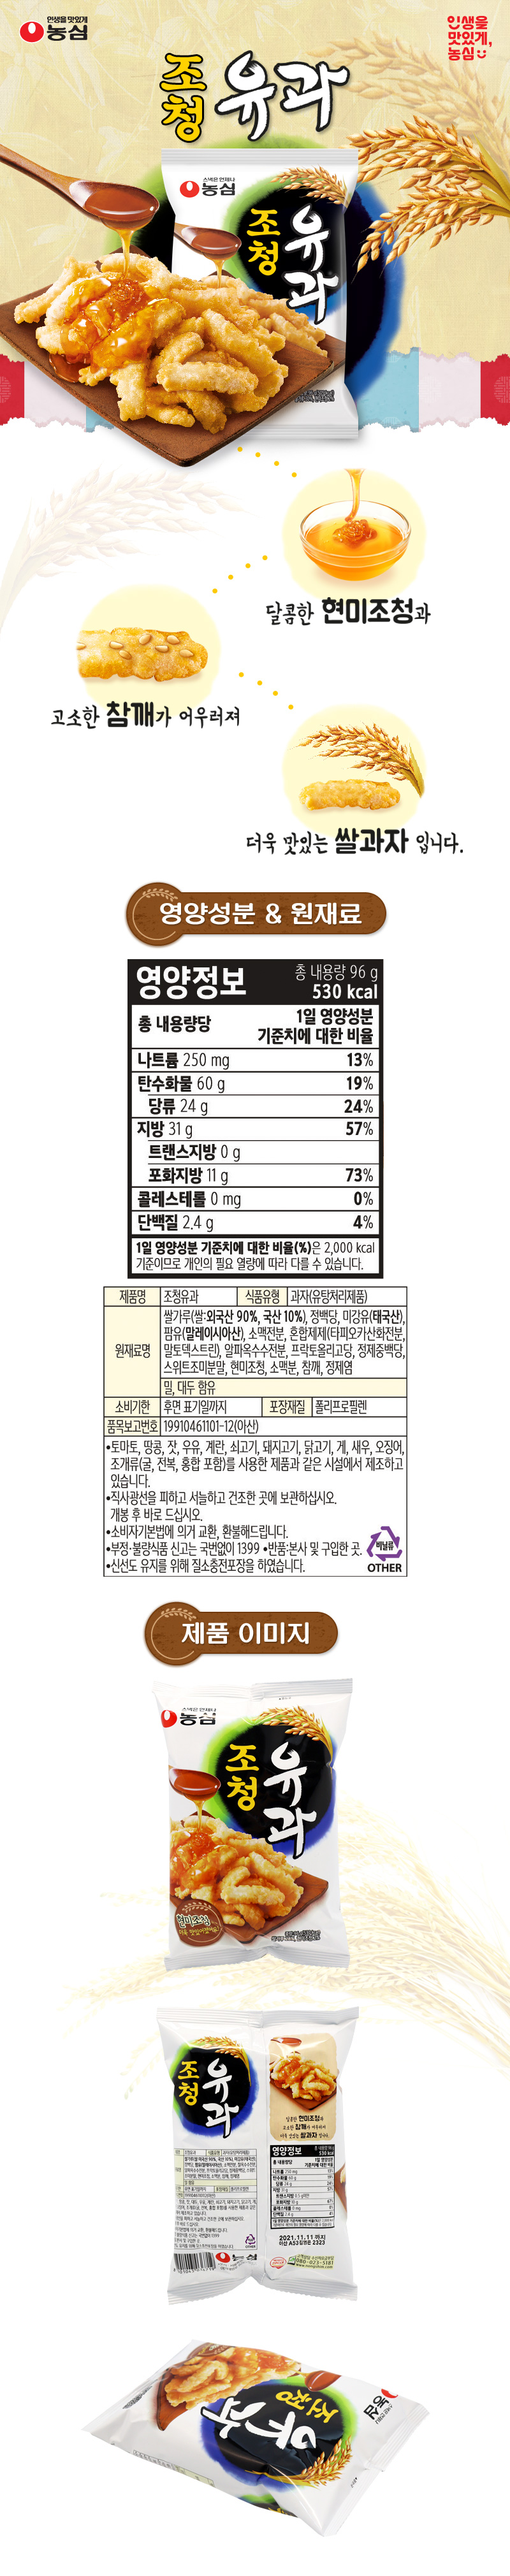 인생을 맛있게
농심
인생을
맛있게,
농심
조청
유과
스낵은 언제나
농심
조청
유과
달콤한 현미조청과
고소한 참깨가 어우러져
더욱 맛있는 쌀과자 입니다.
영양성분 & 원재료
영양정보
총 내용량 96 g
530 kcal
총 내용량당
1일 영양성분
기준치에 대한 비율
나트륨 250 mg 13%
탄수화물 60 g 19%
당류 24 g 24%
지방 31 g 57%
트랜스지방 0 g
포화지방 11 g 73%
콜레스테롤 0 mg 0%
단백질 2.4 g 4%
1일 영양성분 기준치에 대한 비율(%)은 2,000 kcal
기준이므로 개인의 필요 열량에 따라 다를 수 있습니다.
제품명 조청유과 식품유형 과자(유탕처리제품)
원재료명
쌀가루(쌀:외국산 90%, 국산 10%), 정백당, 미강유(태국산),
팜유(말레이시아산), 소맥전분, 혼합제제(타피오카산화전분,
말토덱스트린), 알파옥수수전분, 프락토올리고당, 정제중백당,
스위트조미분말, 현미조청, 소맥분, 참깨, 정제염
밀, 대두 함유
소비기한 후면 표기일까지 포장재질 폴리프로필렌
품목보고번호 19910461101-12(아산)
•토마토, 땅콩, 잣, 우유, 계란, 쇠고기, 돼지고기, 닭고기, 게, 새우, 오징어,
조개류(굴, 전복, 홍합 포함)를 사용한 제품과 같은 시설에서 제조하고
있습니다.
•직사광선을 피하고 서늘하고 건조한 곳에 보관하십시오.
개봉 후 바로 드십시오.
•소비자기본법에 의거 교환, 환불해드립니다.
•부정·불량식품 신고는 국번없이 1399 •반품:본사 및 구입한 곳.
•신선도 유지를 위해 질소충전포장을 하였습니다.
비닐류
OTHER
제품 이미지
스낵은 언제나
농심
조청
유과
현미조청
조청
유과
달콤한 현미조청과
고소한 참깨가 어우러져
더욱 맛있는 쌀과자 입니다.
영양정보
530 kcal
2021.11.11 까지
농심
080-023-5181
농심
조청
유과